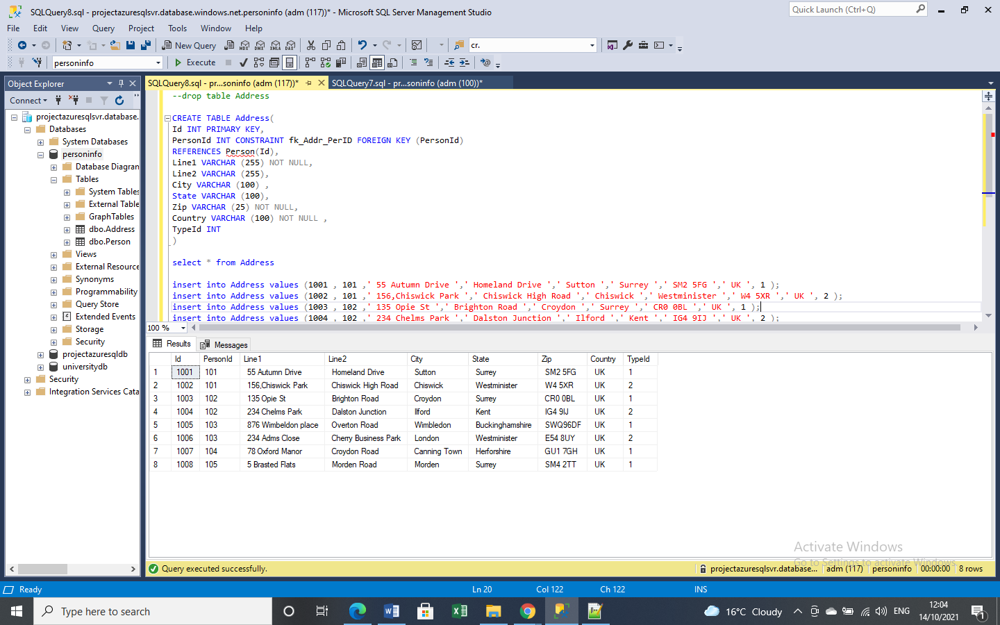 SQLQuery8.sql - projectazuresqlsvr.database.windows.net.personinfo (adm (117))* - Microsoft SQL Server Management Studio
Quick Launch (Ctrl+Q)
File Edit View Query Project Tools Window Help
New Query MDX DMX XMLA DAX cr.
personinfo Execute
Object Explorer
Connect
projectazuresqlsvr.database.
Databases
System Databases
personinfo
Database Diagran
Tables
System Tables
External Table
GraphTables
dbo.Address
dbo.Person
Views
External Resource
Synonyms
Programmability
Query Store
Extended Events
Storage
Security
projectazuresqldb
universitydb
Security
Integration Services Cata
SQLQuery8.sql - pr...soninfo (adm (117))* SQLQuery7.sql - pr...soninfo (adm (100))*
--drop table Address
CREATE TABLE Address(
Id INT PRIMARY KEY,
PersonId INT CONSTRAINT fk_Addr_PerID FOREIGN KEY (PersonId)
REFERENCES Person(Id),
Line1 VARCHAR (255) NOT NULL,
Line2 VARCHAR (255),
City VARCHAR (100) ,
State VARCHAR (100),
Zip VARCHAR (25) NOT NULL,
Country VARCHAR (100) NOT NULL ,
TypeId INT
)
select * from Address
insert into Address values (1001 , 101 ,' 55 Autumn Drive ',' Homeland Drive ',' Sutton ',' Surrey ',' SM2 5FG ',' UK ', 1 );
insert into Address values (1002 , 101 ,' 156,Chiswick Park ',' Chiswick High Road ',' Chiswick ',' Westminister ',' W4 5XR ',' UK ', 2 );
insert into Address values (1003 , 102 ,' 135 Opie St ',' Brighton Road ',' Croydon ',' Surrey ',' CR0 0BL ',' UK ', 1 );
insert into Address values (1004 , 102 ,' 234 Chelms Park ',' Dalston Junction ',' Ilford ',' Kent ',' IG4 9IJ ',' UK ', 2 );
100 %
Results Messages
Id PersonId Line1 Line2 City State Zip Country TypeId
1 1001 101 55 Autumn Drive Homeland Drive Sutton Surrey SM2 5FG UK 1
2 1002 101 156,Chiswick Park Chiswick High Road Chiswick Westminister W4 5XR UK 2
3 1003 102 135 Opie St Brighton Road Croydon Surrey CR0 0BL UK 1
4 1004 102 234 Chelms Park Dalston Junction Ilford Kent IG4 9IJ UK 2
5 1005 103 876 Wimbeldon place Overton Road Wimbledon Buckinghamshire SWQ96DF UK 1
6 1006 103 234 Adms Close Cherry Business Park London Westminister E54 8UY UK 2
7 1007 104 78 Oxford Manor Croydon Road Canning Town Herforshire GU1 7GH UK 1
8 1008 105 5 Brasted Flats Morden Road Morden Surrey SM4 2TT UK 1
Activate Windows
Go to Settings to activate Windows.
Query executed successfully. projectazuresqlsvr.database... adm (117) personinfo 00:00:00 8 rows
Ready Ln 20 Col 122 Ch 122 INS
Type here to search 16°C Cloudy ENG 12:04
14/10/2021 1